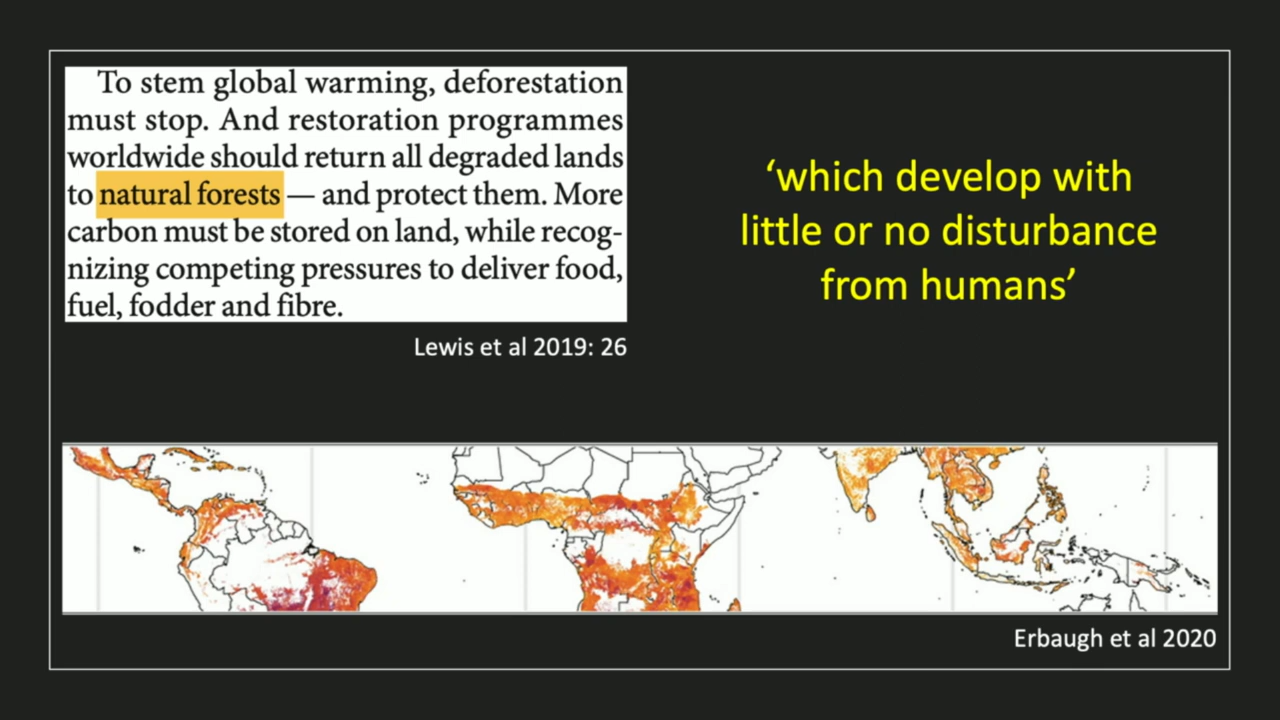 To stem global warming, deforestation
must stop. And restoration programmes
worldwide should return all degraded lands
to natural forests — and protect them. More
carbon must be stored on land, while recog-
nizing competing pressures to deliver food,
fuel, fodder and fibre.
Lewis et al 2019: 26
‘which develop with
little or no disturbance
from humans’
Erbaugh et al 2020